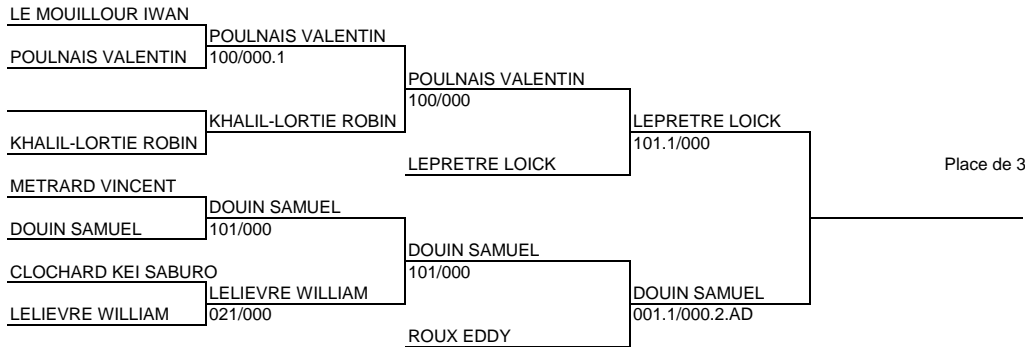 LE MOUILLOUR IWAN
POULNAIS VALENTIN
POULNAIS VALENTIN
100/000.1
POULNAIS VALENTIN
100/000
KHALIL-LORTIE ROBIN
LEPRETRE LOICK
KHALIL-LORTIE ROBIN
101.1/000
LEPRETRE LOICK
Place de 3
METRARD VINCENT
DOUIN SAMUEL
DOUIN SAMUEL
101/000
DOUIN SAMUEL
CLOCHARD KEI SABURO
101/000
LELIEVRE WILLIAM
DOUIN SAMUEL
LELIEVRE WILLIAM
021/000
001.1/000.2.AD
ROUX EDDY